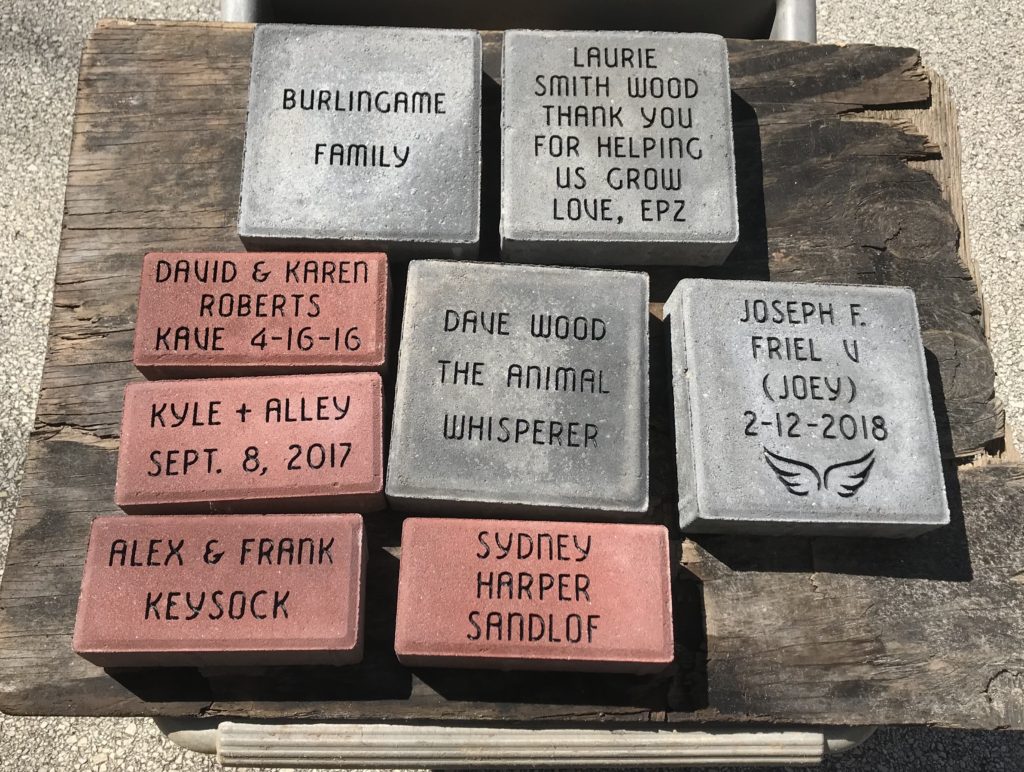 BURLINGAME
FAMILY
LAURIE
SMITH WOOD
THANK YOU
FOR HELPING
US GROW
LOVE, EPZ
DAVID & KAREN
ROBERTS
KAVE 4-16-16
DAVE WOOD
THE ANIMAL
WHISPERER
JOSEPH F.
FRIEL V
(JOEY)
2-12-2018
KYLE + ALLEY
SEPT. 8, 2017
ALEX & FRANK
KEYSOCK
SYDNEY
HARPER
SANDLOF